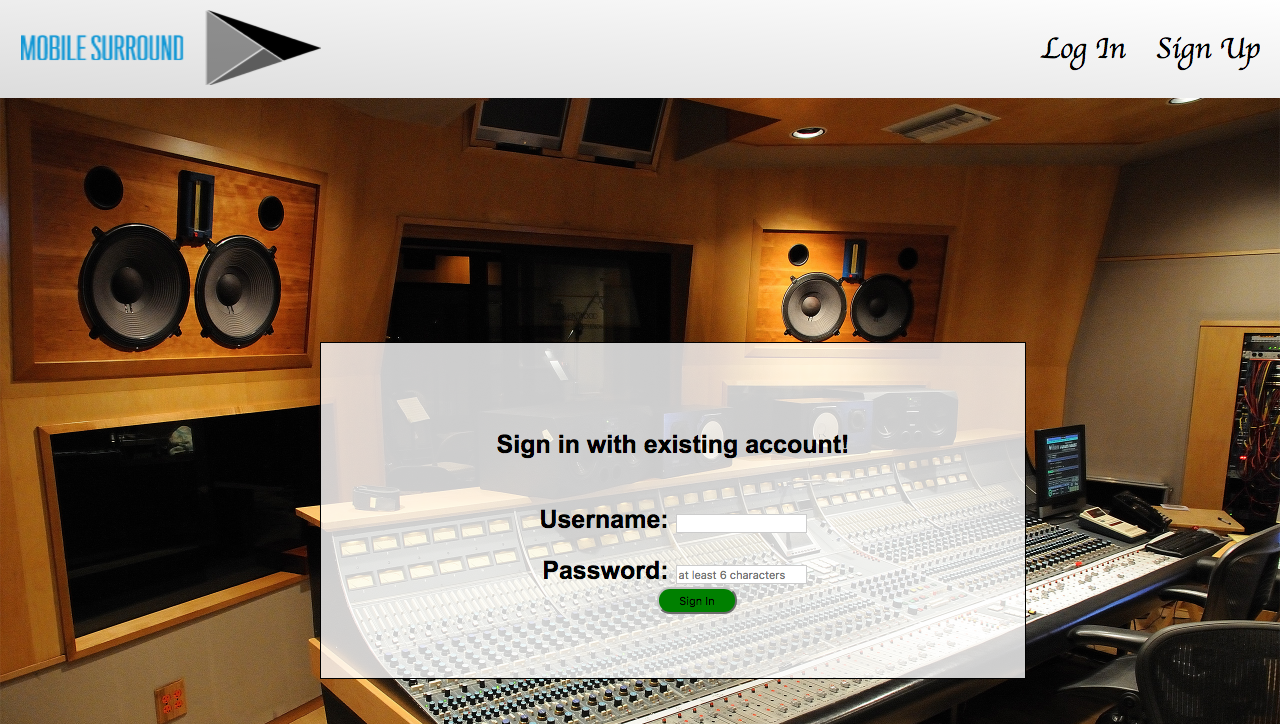 MOBILE SURROUND
Log In Sign Up
Sign in with existing account!
Username:
Password: at least 6 characters
Sign In